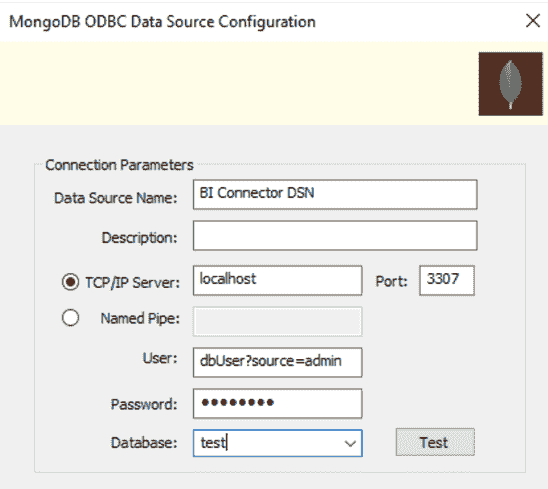 MongoDB ODBC Data Source Configuration
Connection Parameters
Data Source Name: BI Connector DSN
Description:
TCP/IP Server: localhost Port: 3307
Named Pipe:
User: dbUser?source=admin
Password: ●●●●●●●●
Database: test Test